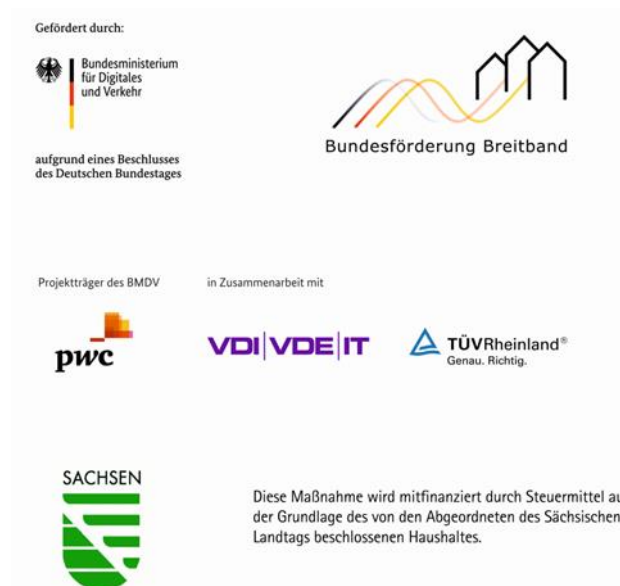 Gefördert durch:
Bundesministerium
für Digitales
und Verkehr
Bundesförderung Breitband
aufgrund eines Beschlusses
des Deutschen Bundestages
Projektträger des BMDV
in Zusammenarbeit mit
pwc
VDI|VDE|IT
TÜVRheinland®
Genau. Richtig.
SACHSEN
Diese Maßnahme wird mitfinanziert durch Steuermittel au
der Grundlage des von den Abgeordneten des Sächsischen
Landtags beschlossenen Haushaltes.